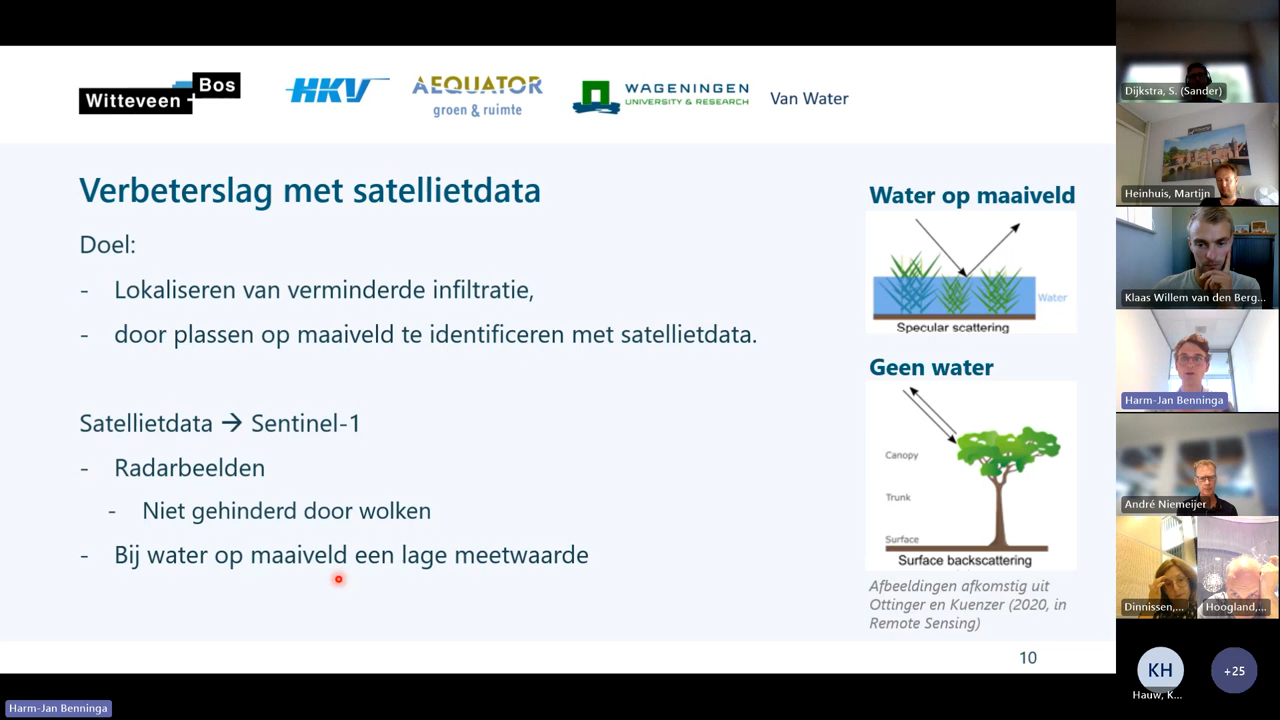 Witteveen + Bos
HKV
AEQUATOR
groen & ruimte
WAGENINGEN
UNIVERSITY & RESEARCH
Van Water
Verbeterslag met satellietdata
Doel:
- Lokaliseren van verminderde infiltratie,
- door plassen op maaiveld te identificeren met satellietdata.
Satellietdata → Sentinel-1
- Radarbeelden
- Niet gehinderd door wolken
- Bij water op maaiveld een lage meetwaarde
Water op maaiveld
Water
Specular scattering
Geen water
Canopy
Trunk
Surface
Surface backscattering
Afbeeldingen afkomstig uit
Ottinger en Kuenzer (2020, in
Remote Sensing)
10
Harm-Jan Benninga
Dijkstra, S. (Sander)
Heinhuis, Martijn
Klaas Willem van den Berg...
Harm-Jan Benninga
André Niemeijer
Dinnissen,...
Hoogland,...
KH
Hauw, K...
+25